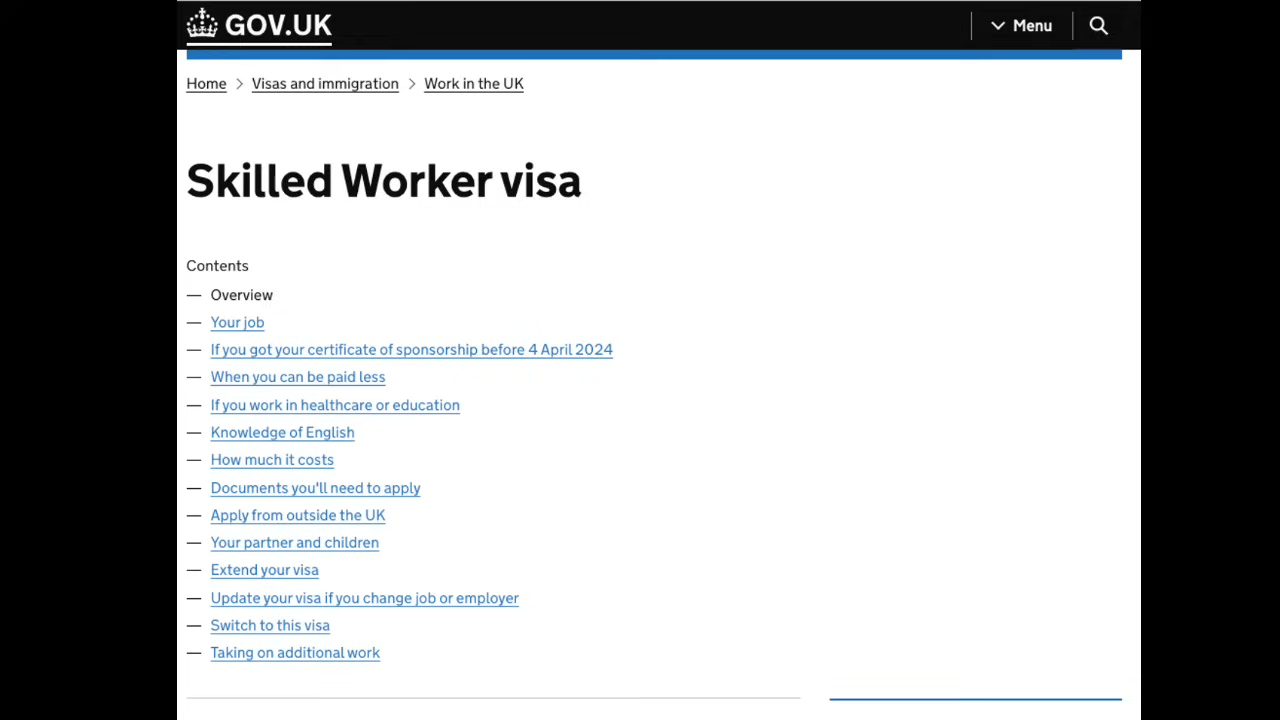 GOV.UK Menu
Home > Visas and immigration > Work in the UK
Skilled Worker visa
Contents
— Overview
— Your job
— If you got your certificate of sponsorship before 4 April 2024
— When you can be paid less
— If you work in healthcare or education
— Knowledge of English
— How much it costs
— Documents you'll need to apply
— Apply from outside the UK
— Your partner and children
— Extend your visa
— Update your visa if you change job or employer
— Switch to this visa
— Taking on additional work